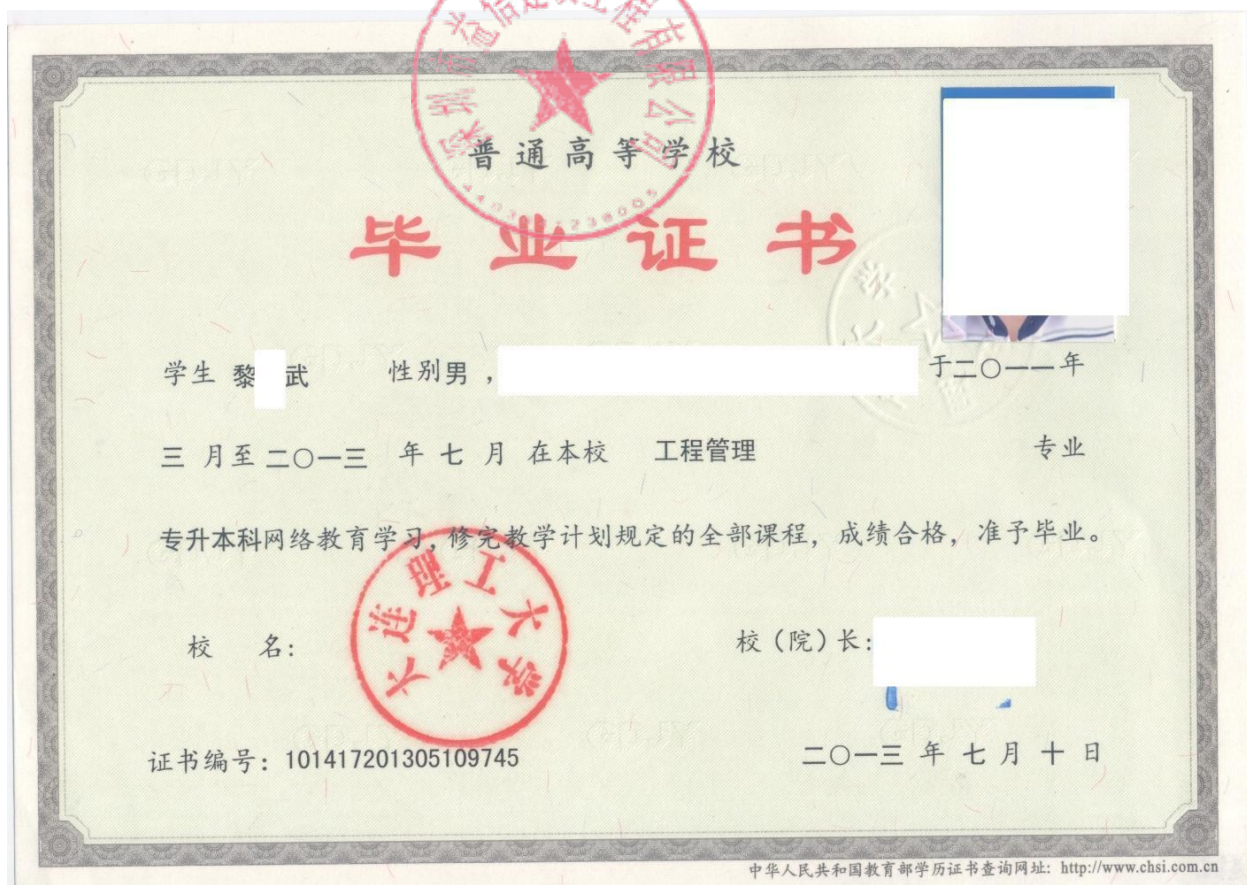 普通高等学校
毕业证书
学生 黎 武 性别男，于二〇一一年
三 月至二〇一三 年 七 月 在本校 工程管理 专业
专升本科网络教育学习，修完教学计划规定的全部课程，成绩合格，准予毕业。
大连理工大学
校 名：
校（院）长：
证书编号：101417201305109745
二〇一三 年 七 月 十 日
中华人民共和国教育部学历证书查询网址：http://www.chsi.com.cn